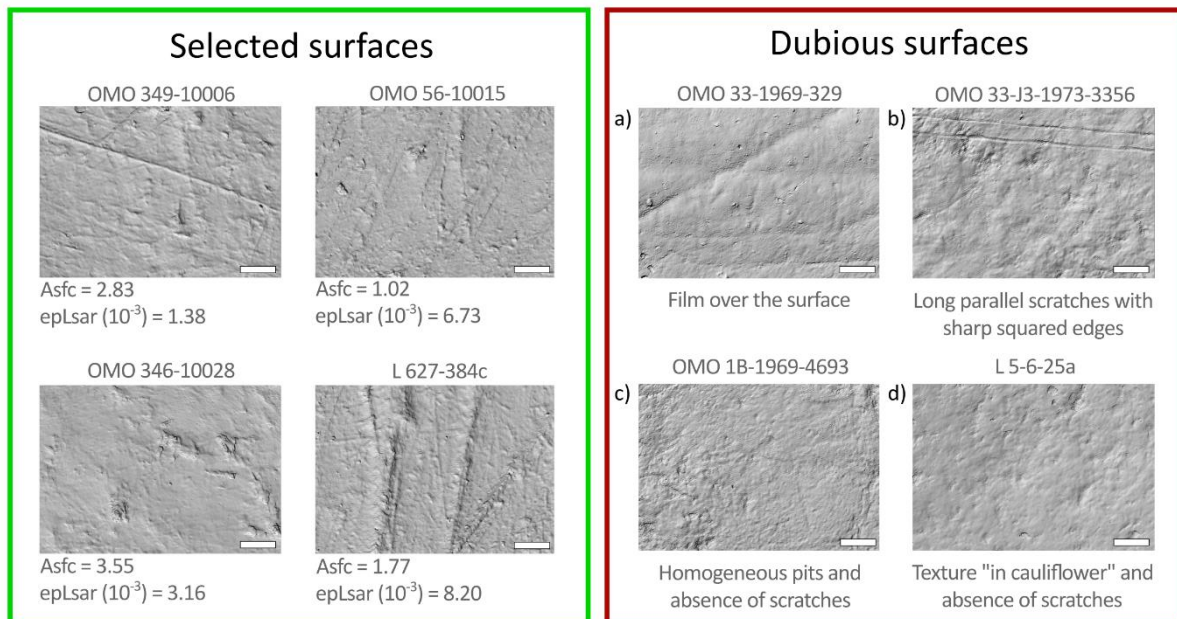 Selected surfaces
OMO 349-10006
OMO 56-10015
Asfc = 2.83
epLsar (10⁻³) = 1.38
Asfc = 1.02
epLsar (10⁻³) = 6.73
OMO 346-10028
L 627-384c
Asfc = 3.55
epLsar (10⁻³) = 3.16
Asfc = 1.77
epLsar (10⁻³) = 8.20
Dubious surfaces
a)
OMO 33-1969-329
b)
OMO 33-J3-1973-3356
Film over the surface
Long parallel scratches with
sharp squared edges
c)
OMO 1B-1969-4693
d)
L 5-6-25a
Homogeneous pits and
absence of scratches
Texture "in cauliflower" and
absence of scratches